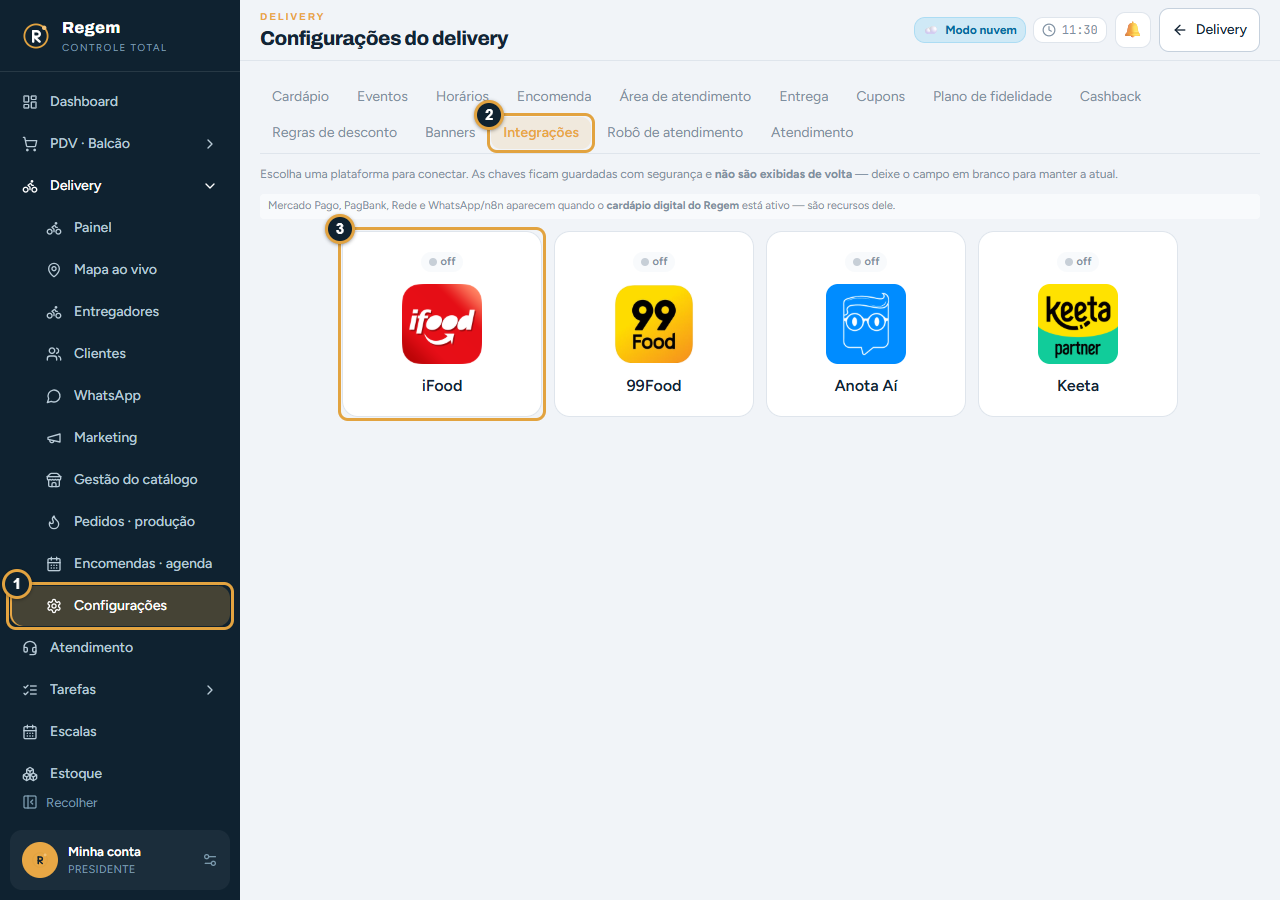 Regem
CONTROLE TOTAL
Dashboard
PDV · Balcão
Delivery
Painel
Mapa ao vivo
Entregadores
Clientes
WhatsApp
Marketing
Gestão do catálogo
Pedidos · produção
Encomendas · agenda
1
Configurações
Atendimento
Tarefas
Escalas
Estoque
Recolher
R
Minha conta
PRESIDENTE
DELIVERY
Configurações do delivery
Modo nuvem
11:30
Delivery
Cardápio Eventos Horários Encomenda Área de atendimento Entrega Cupons Plano de fidelidade Cashback
2
Regras de desconto Banners Integrações Robô de atendimento Atendimento
Escolha uma plataforma para conectar. As chaves ficam guardadas com segurança e não são exibidas de volta — deixe o campo em branco para manter a atual.
Mercado Pago, PagBank, Rede e WhatsApp/n8n aparecem quando o cardápio digital do Regem está ativo — são recursos dele.
3
off
ifood
iFood
off
99
Food
99Food
off
Anota Aí
off
keeta
partner
Keeta